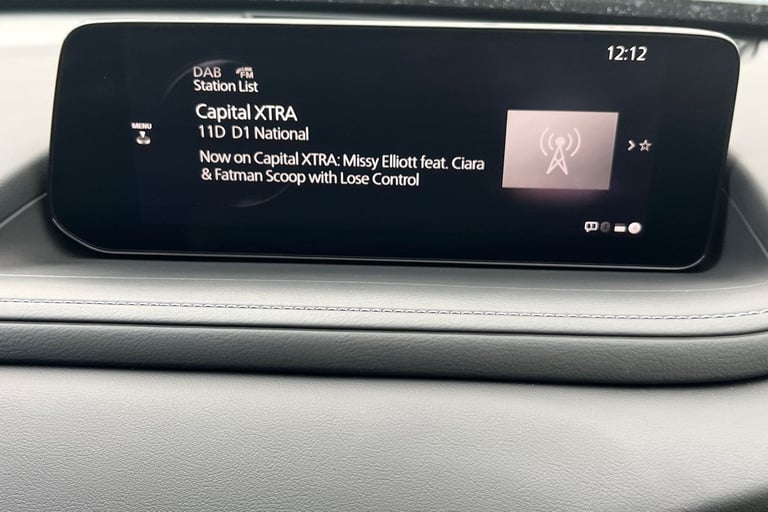 12:12
DAB FM
Station List
Capital XTRA
MENU
11D D1 National
Now on Capital XTRA: Missy Elliott feat. Ciara
& Fatman Scoop with Lose Control